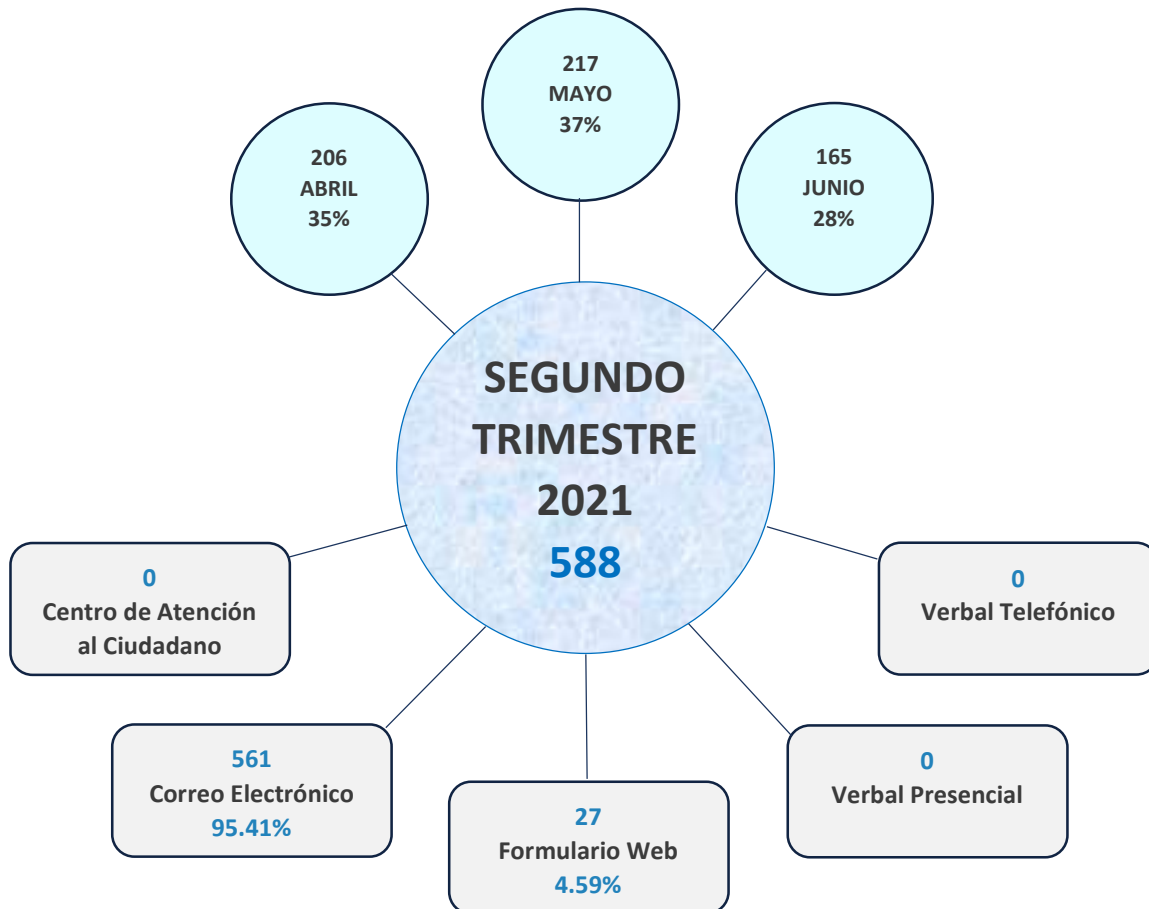 217
MAYO
37%
206
ABRIL
35%
165
JUNIO
28%
SEGUNDO
TRIMESTRE
2021
588
0
Centro de Atención
al Ciudadano
0
Verbal Telefónico
561
Correo Electrónico
95.41%
27
Formulario Web
4.59%
0
Verbal Presencial